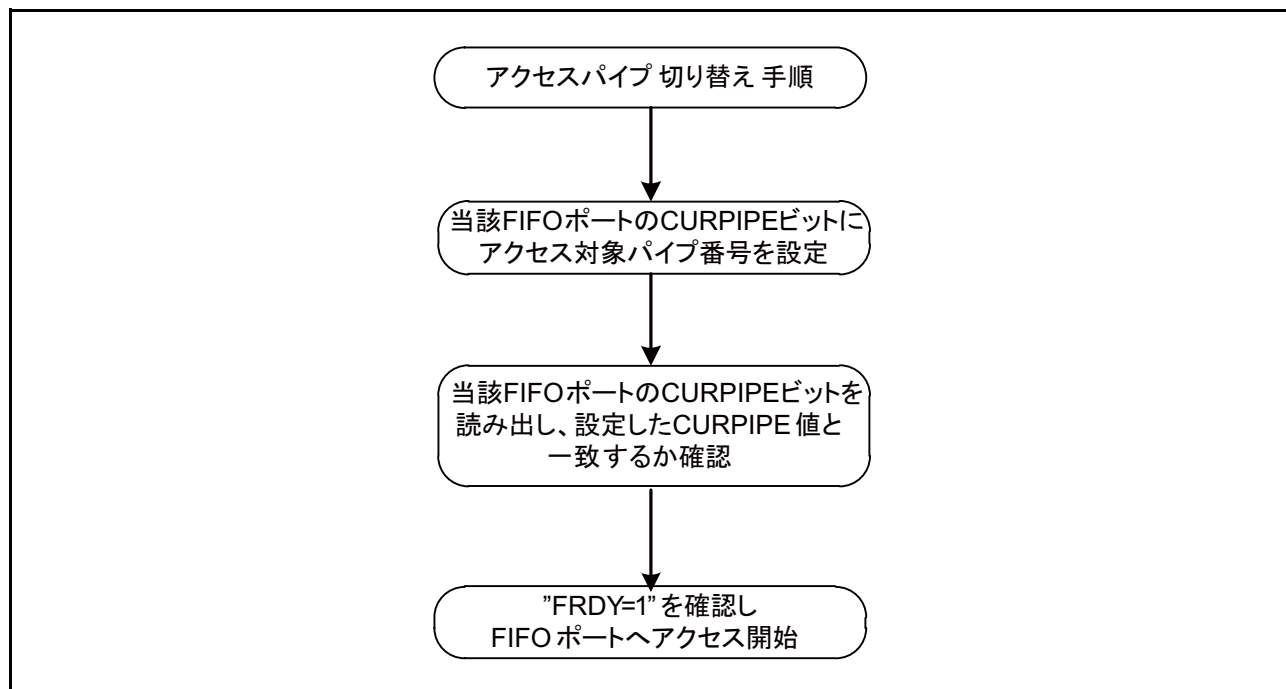 アクセスパイプ 切り替え 手順
当該FIFOポートのCURPIPEビットに
アクセス対象パイプ番号を設定
当該FIFOポートのCURPIPEビットを
読み出し、設定したCURPIPE 値と
一致するか確認
”FRDY=1” を確認し
FIFO ポートへアクセス開始